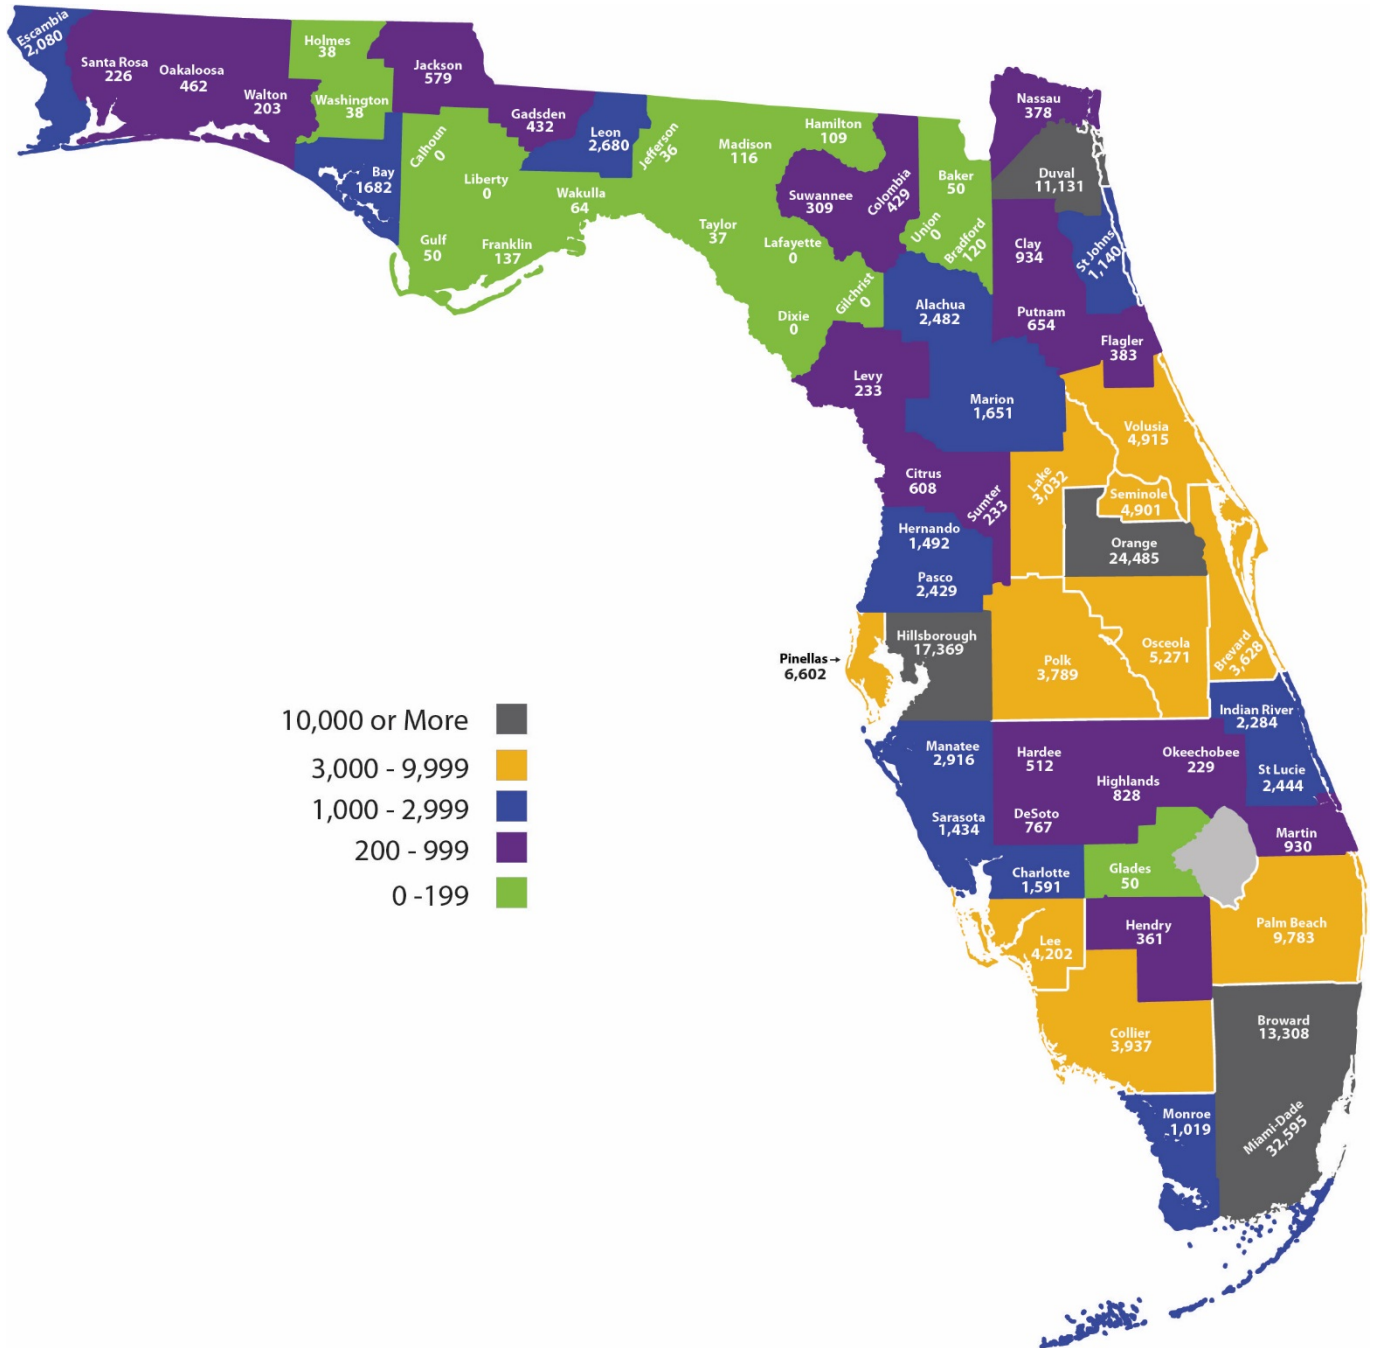 Escambia
2,080
Santa Rosa
226
Oakaloosa
462
Walton
203
Holmes
38
Washington
38
Jackson
579
Bay
1682
Calhoun
0
Gadsden
432
Liberty
0
Gulf
50
Franklin
137
Leon
2,680
Wakulla
64
Jefferson
36
Madison
116
Taylor
37
Hamilton
109
Suwannee
309
Lafayette
0
Dixie
0
Colombia
429
Gilchrist
0
Baker
50
Union
0
Bradford
120
Nassau
378
Duval
11,131
Clay
934
St Johns
1,140
Alachua
2,482
Putnam
654
Flagler
383
Levy
233
Marion
1,651
Volusia
4,915
Citrus
608
Sumter
233
Lake
3,032
Seminole
4,901
Orange
24,485
Hernando
1,492
Pasco
2,429
Pinellas
6,602
Hillsborough
17,369
Polk
3,789
Osceola
5,271
Brevard
3,628
Indian River
2,284
Manatee
2,916
Hardee
512
Highlands
828
Okeechobee
229
St Lucie
2,444
Sarasota
1,434
DeSoto
767
Martin
930
Charlotte
1,591
Glades
50
Lee
4,202
Hendry
361
Palm Beach
9,783
Collier
3,937
Broward
13,308
Monroe
1,019
Miami-Dade
32,595
10,000 or More
3,000 - 9,999
1,000 - 2,999
200 - 999
0 -199